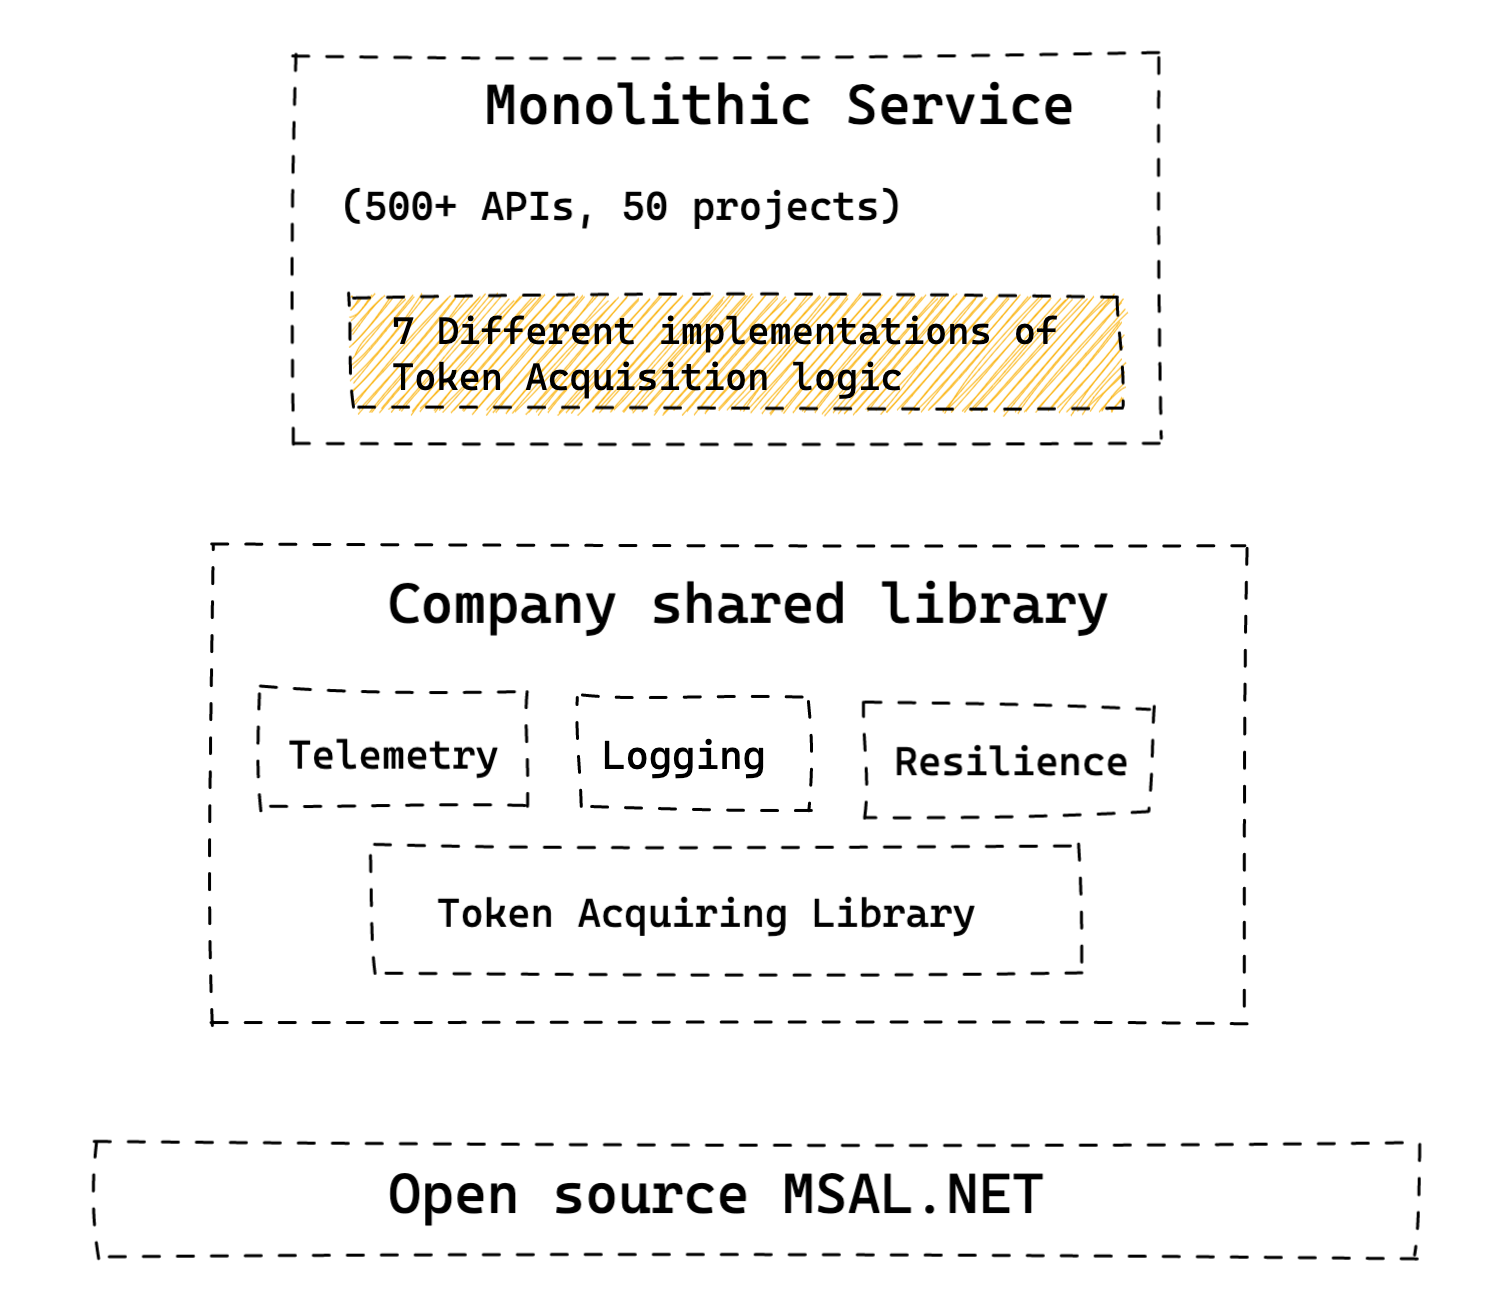 Monolithic Service
(500+ APIs, 50 projects)
7 Different implementations of
Token Acquisition logic
Company shared library
Telemetry
Logging
Resilience
Token Acquiring Library
Open source MSAL.NET